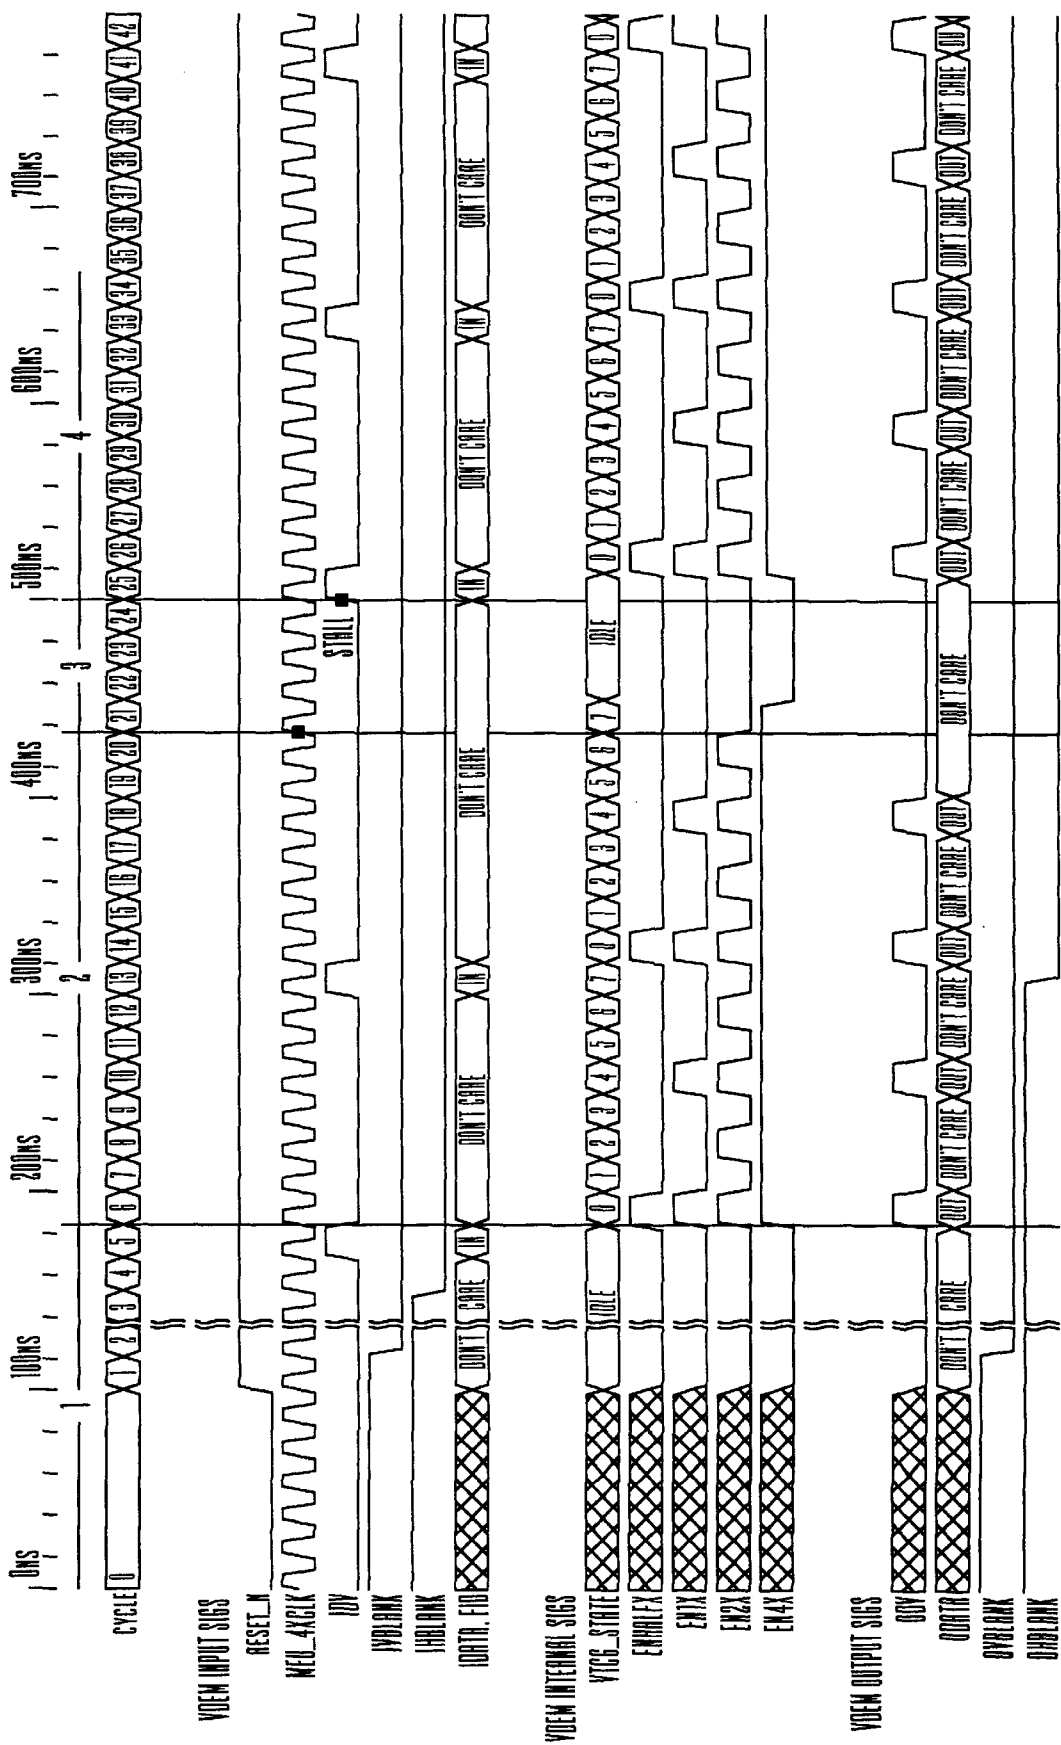 0NS 100NS 200NS 300NS 400NS 500NS 600NS 700NS
1 2 3 4
CYCLE 0 1 2 3 4 5 6 7 8 9 10 11 12 13 14 15 16 17 18 19 20 21 22 23 24 25 26 27 28 29 30 31 32 33 34 35 36 37 38 39 40 41 42
VDEM INPUT SIGS
RESET_N
MEU_4XCLK
IDV STALL
IVBLANK
IHBLANK
IDATA, FID DON'T CARE IN DON'T CARE IN DON'T CARE IN DON'T CARE IN DON'T CARE IN
VDEM INTERNAL SIGS
VTCG_STATE IDLE 0 1 2 3 4 5 6 7 0 1 2 3 4 5 6 7 IDLE 0 1 2 3 4 5 6 7 0 1 2 3 4 5 6 7 0
ENHALFX
EN1X
EN2X
EN4X
VDEM OUTPUT SIGS
ODV
ODATA DON'T CARE OUT DON'T CARE OUT DON'T CARE OUT DON'T CARE OUT DON'T CARE OUT DON'T CARE OUT DON'T CARE OUT DON'T CARE OUT DON'T CARE OU
OVBLANK
OHBLANK